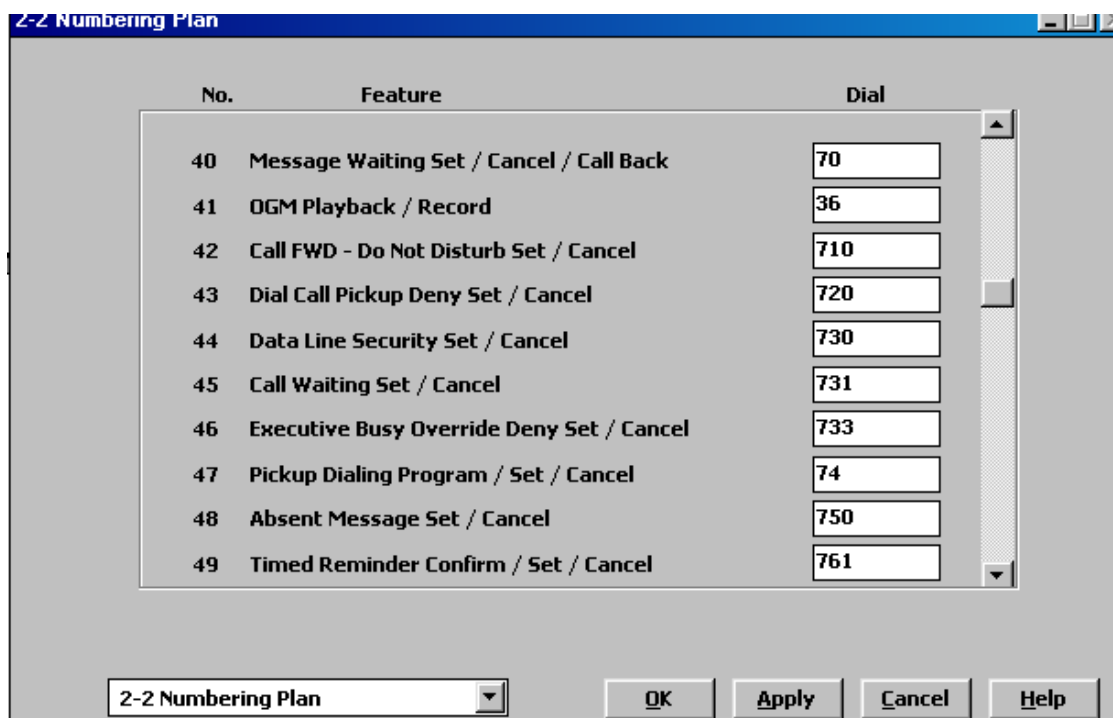 2-2 Numbering Plan
No. Feature Dial
40 Message Waiting Set / Cancel / Call Back 70
41 OGM Playback / Record 36
42 Call FWD - Do Not Disturb Set / Cancel 710
43 Dial Call Pickup Deny Set / Cancel 720
44 Data Line Security Set / Cancel 730
45 Call Waiting Set / Cancel 731
46 Executive Busy Override Deny Set / Cancel 733
47 Pickup Dialing Program / Set / Cancel 74
48 Absent Message Set / Cancel 750
49 Timed Reminder Confirm / Set / Cancel 761
2-2 Numbering Plan OK Apply Cancel Help